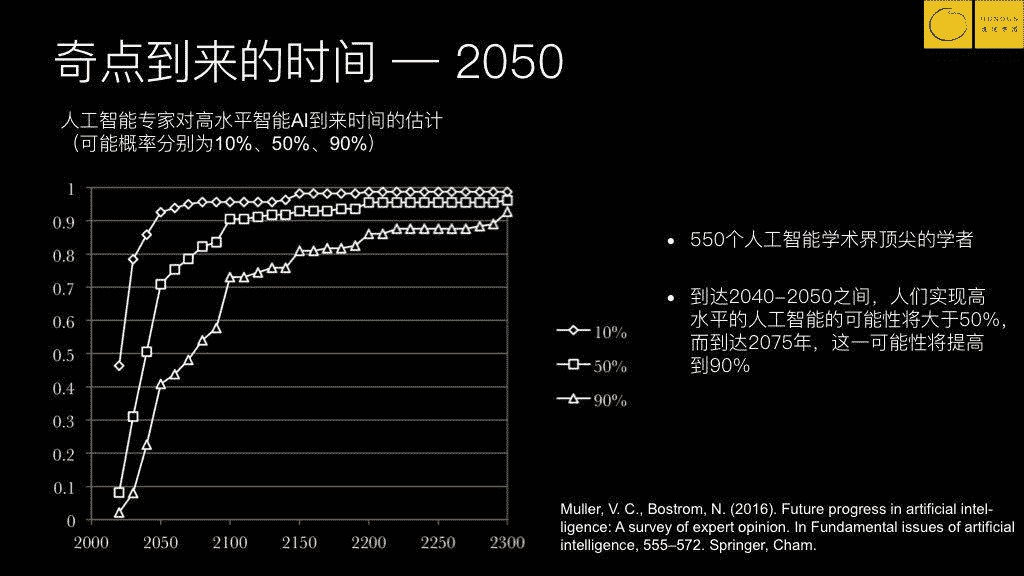 奇点到来的时间 — 2050
人工智能专家对高水平智能AI到来时间的估计
（可能概率分别为10%、50%、90%）
1
0.9
0.8
0.7
0.6
0.5
0.4
0.3
0.2
0.1
0
2000 2050 2100 2150 2200 2250 2300
10%
50%
90%
• 550个人工智能学术界顶尖的学者
• 到达2040–2050之间，人们实现高
水平的人工智能的可能性将大于50%，
而到达2075年，这一可能性将提高
到90%
Muller, V. C., Bostrom, N. (2016). Future progress in artificial intel-
ligence: A survey of expert opinion. In Fundamental issues of artificial
intelligence, 555–572. Springer, Cham.